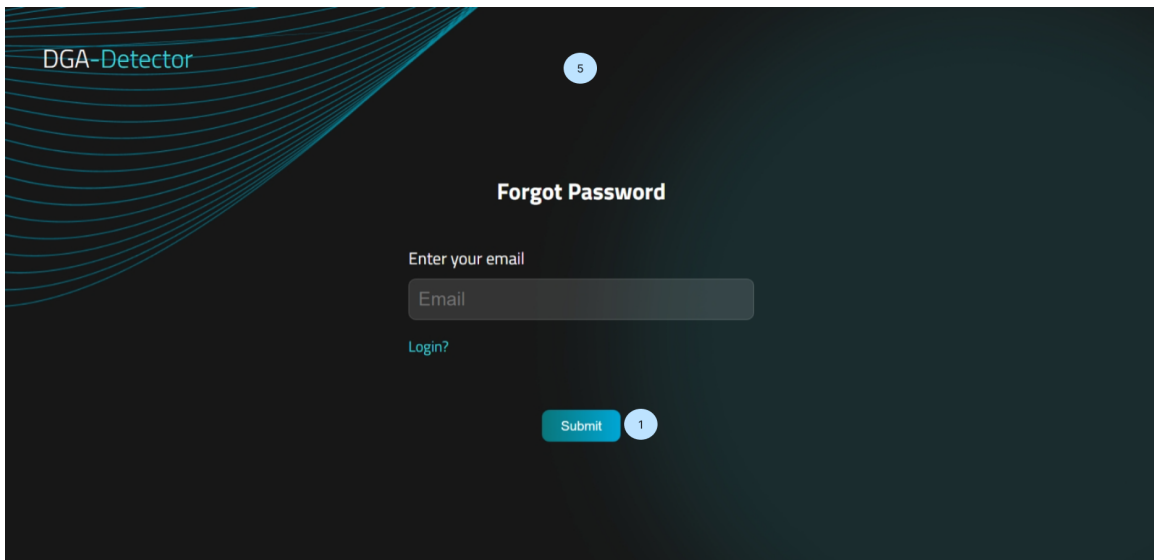 DGA-Detector
5
Forgot Password
Enter your email
Email
Login?
Submit
1